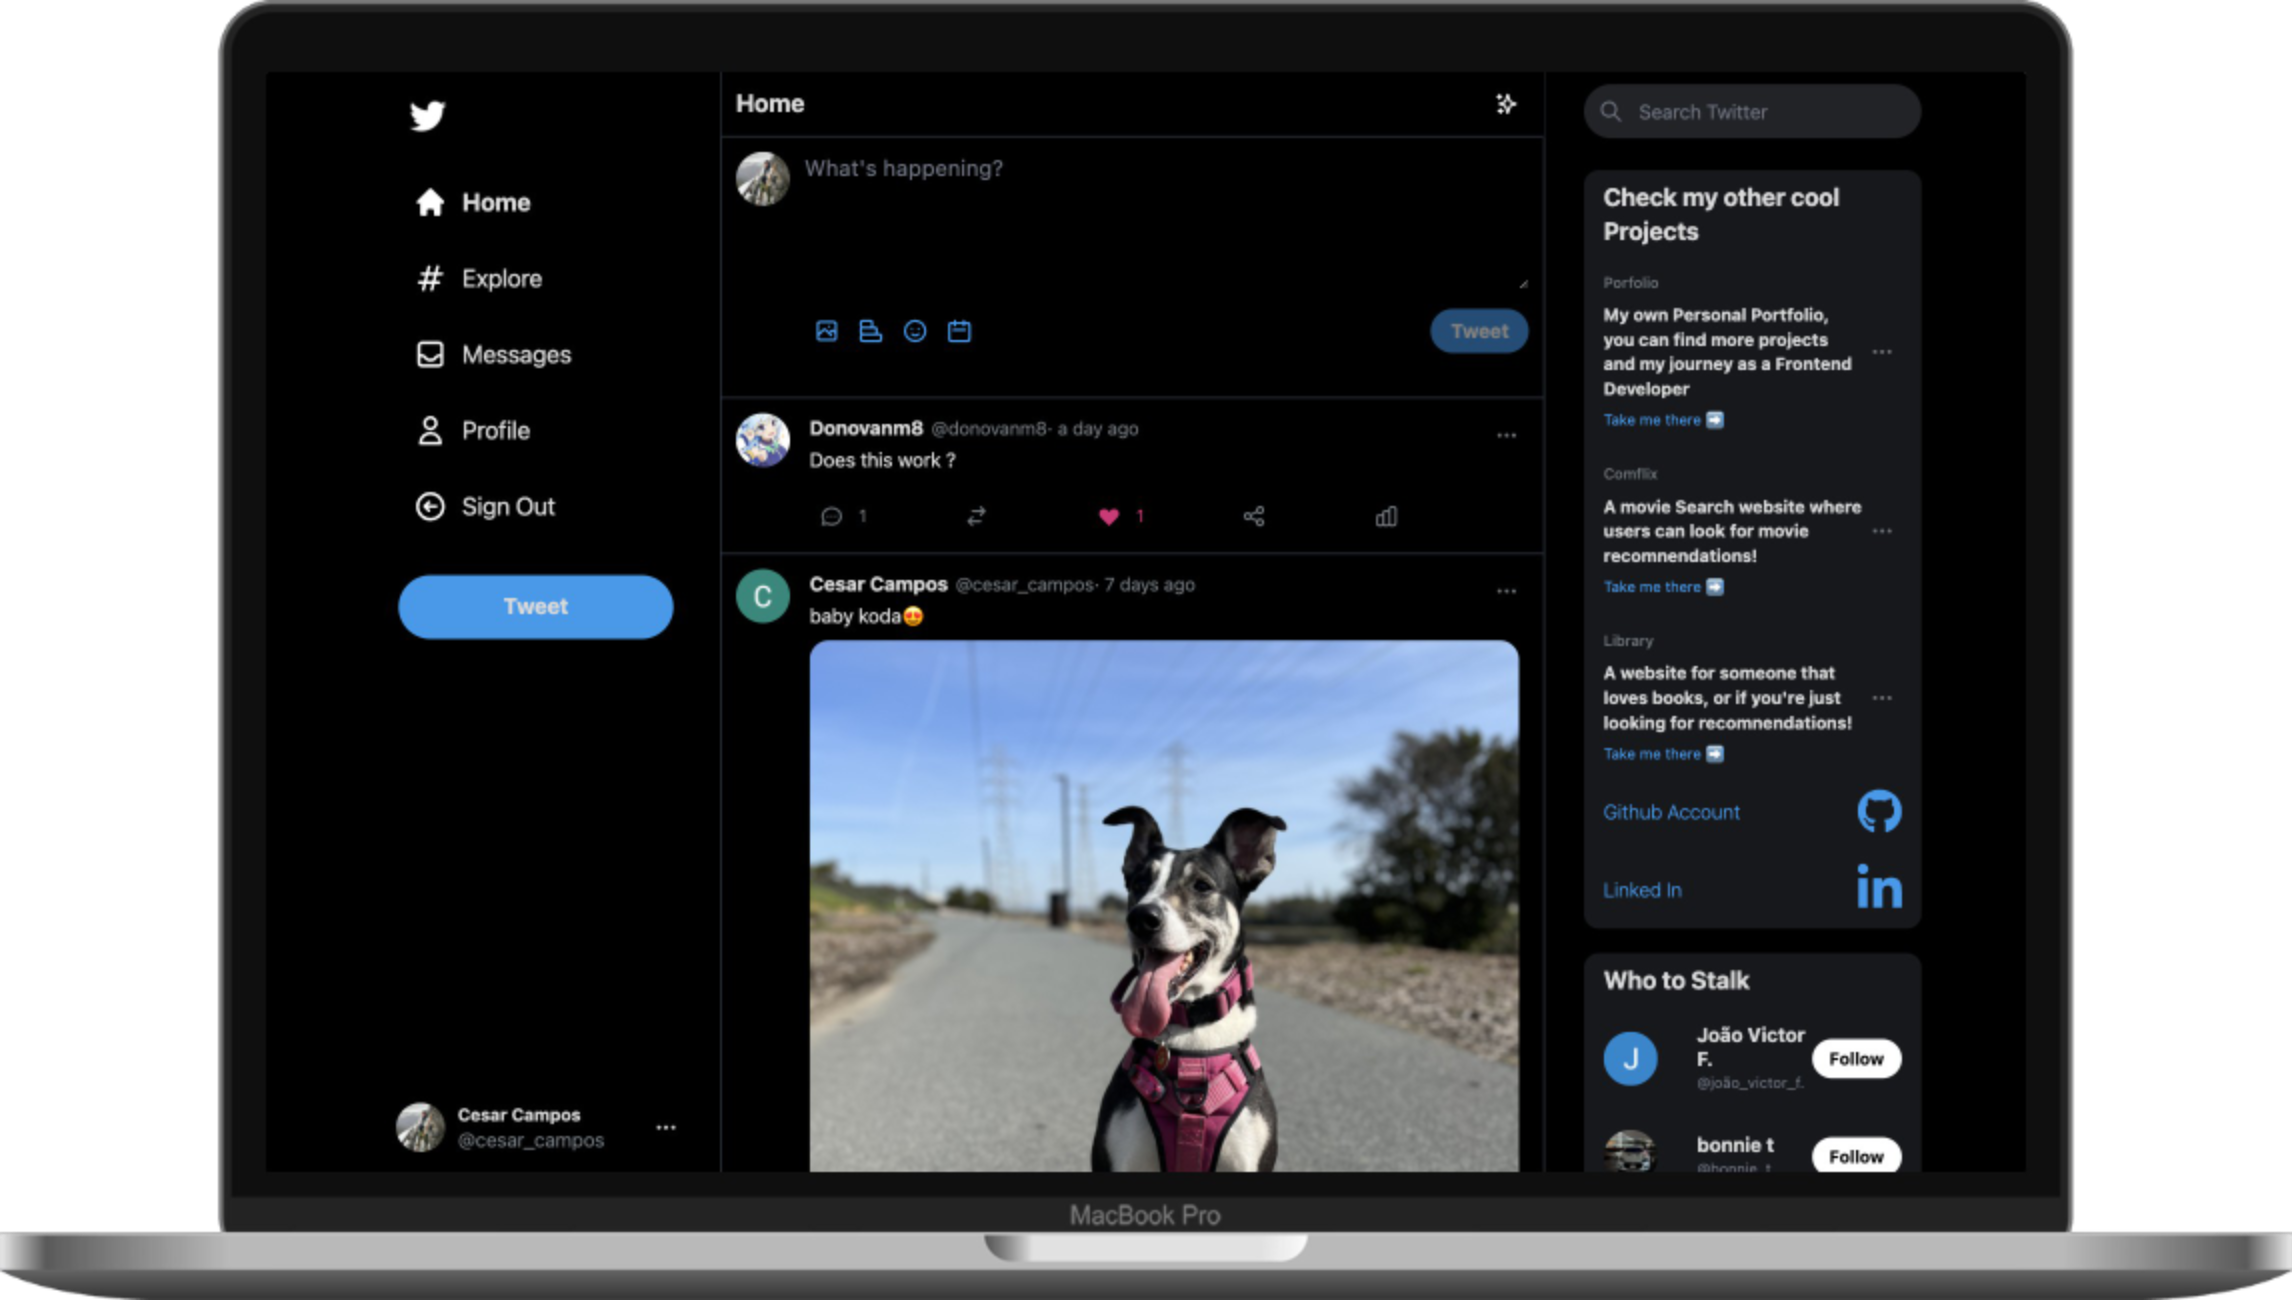 Home
Explore
Messages
Profile
Sign Out
Tweet
Cesar Campos
@cesar_campos
Home
What's happening?
Tweet
Donovanm8 @donovanm8· a day ago
Does this work ?
1
1
C
Cesar Campos @cesar_campos· 7 days ago
baby koda😍
Search Twitter
Check my other cool
Projects
Porfolio
My own Personal Portfolio,
you can find more projects
and my journey as a Frontend
Developer
Take me there ➡️
Comflix
A movie Search website where
users can look for movie
recomnendations!
Take me there ➡️
Library
A website for someone that
loves books, or if you're just
looking for recomnendations!
Take me there ➡️
Github Account
Linked In
in
Who to Stalk
J
João Victor
F.
@joão_victor_f.
Follow
bonnie t
@bonnie_t
Follow
MacBook Pro